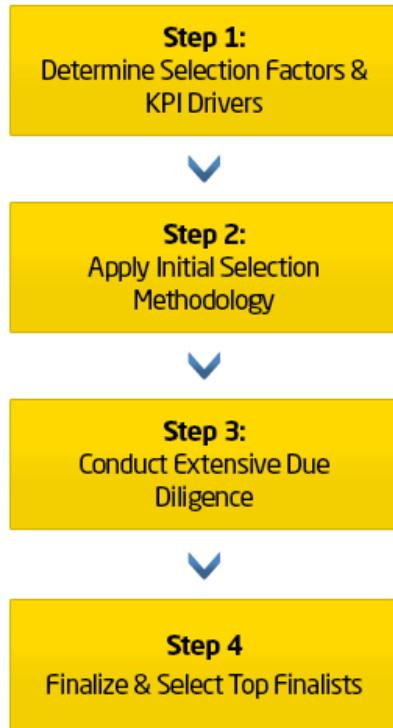 Step 1:
Determine Selection Factors &
KPI Drivers
Step 2:
Apply Initial Selection
Methodology
Step 3:
Conduct Extensive Due
Diligence
Step 4
Finalize & Select Top Finalists